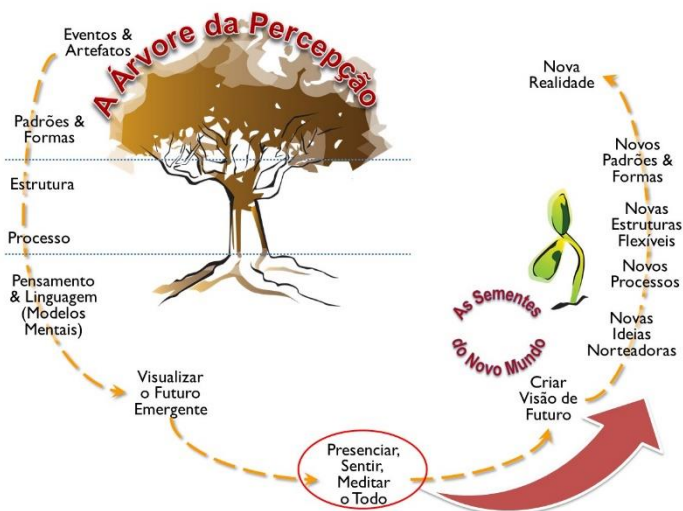 A Árvore da Percepção
Eventos &
Artefatos
Padrões &
Formas
Estrutura
Processo
Pensamento
& Linguagem
(Modelos
Mentais)
Visualizar
o Futuro
Emergente
Presenciar,
Sentir,
Meditar
o Todo
Criar
Visão de
Futuro
As Sementes
do Novo Mundo
Novas
Ideias
Norteadoras
Novos
Processos
Novas
Estruturas
Flexíveis
Novos
Padrões &
Formas
Nova
Realidade